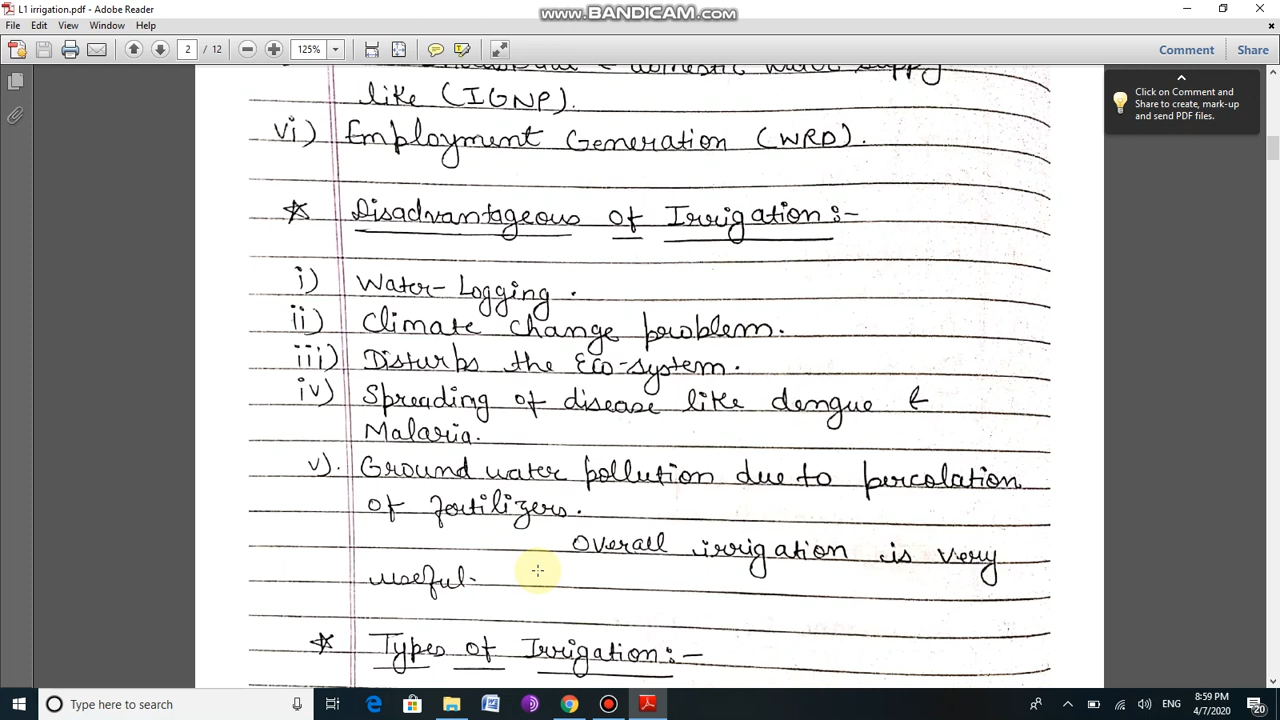 L1 irrigation.pdf - Adobe Reader
www.BANDICAM.com
File Edit View Window Help
2 / 12 125% Comment Share
domestic water supply
like (IGNP).
vi) Employment Generation (WRD).
Click on Comment and
Share to create, mark-up
and send PDF files.
☆ Disadvantageous of Irrigation:-
i) Water-Logging.
ii) Climate change problem.
iii) Disturbs the Eco-system.
iv) Spreading of disease like dengue &
Malaria.
v). Ground water pollution due to percolation
of fertilizers.
Overall irrigation is very
useful.
☆ Types of Irrigation:-
Type here to search
ENG
8:59 PM
4/7/2020
20